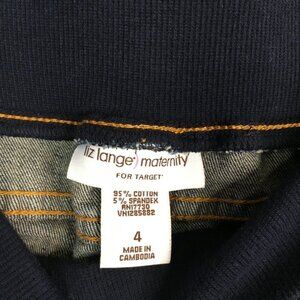 liz lange® maternity
FOR TARGET®
95% COTTON
5% SPANDEX
RN17730
VN1285882
4
MADE IN
CAMBODIA